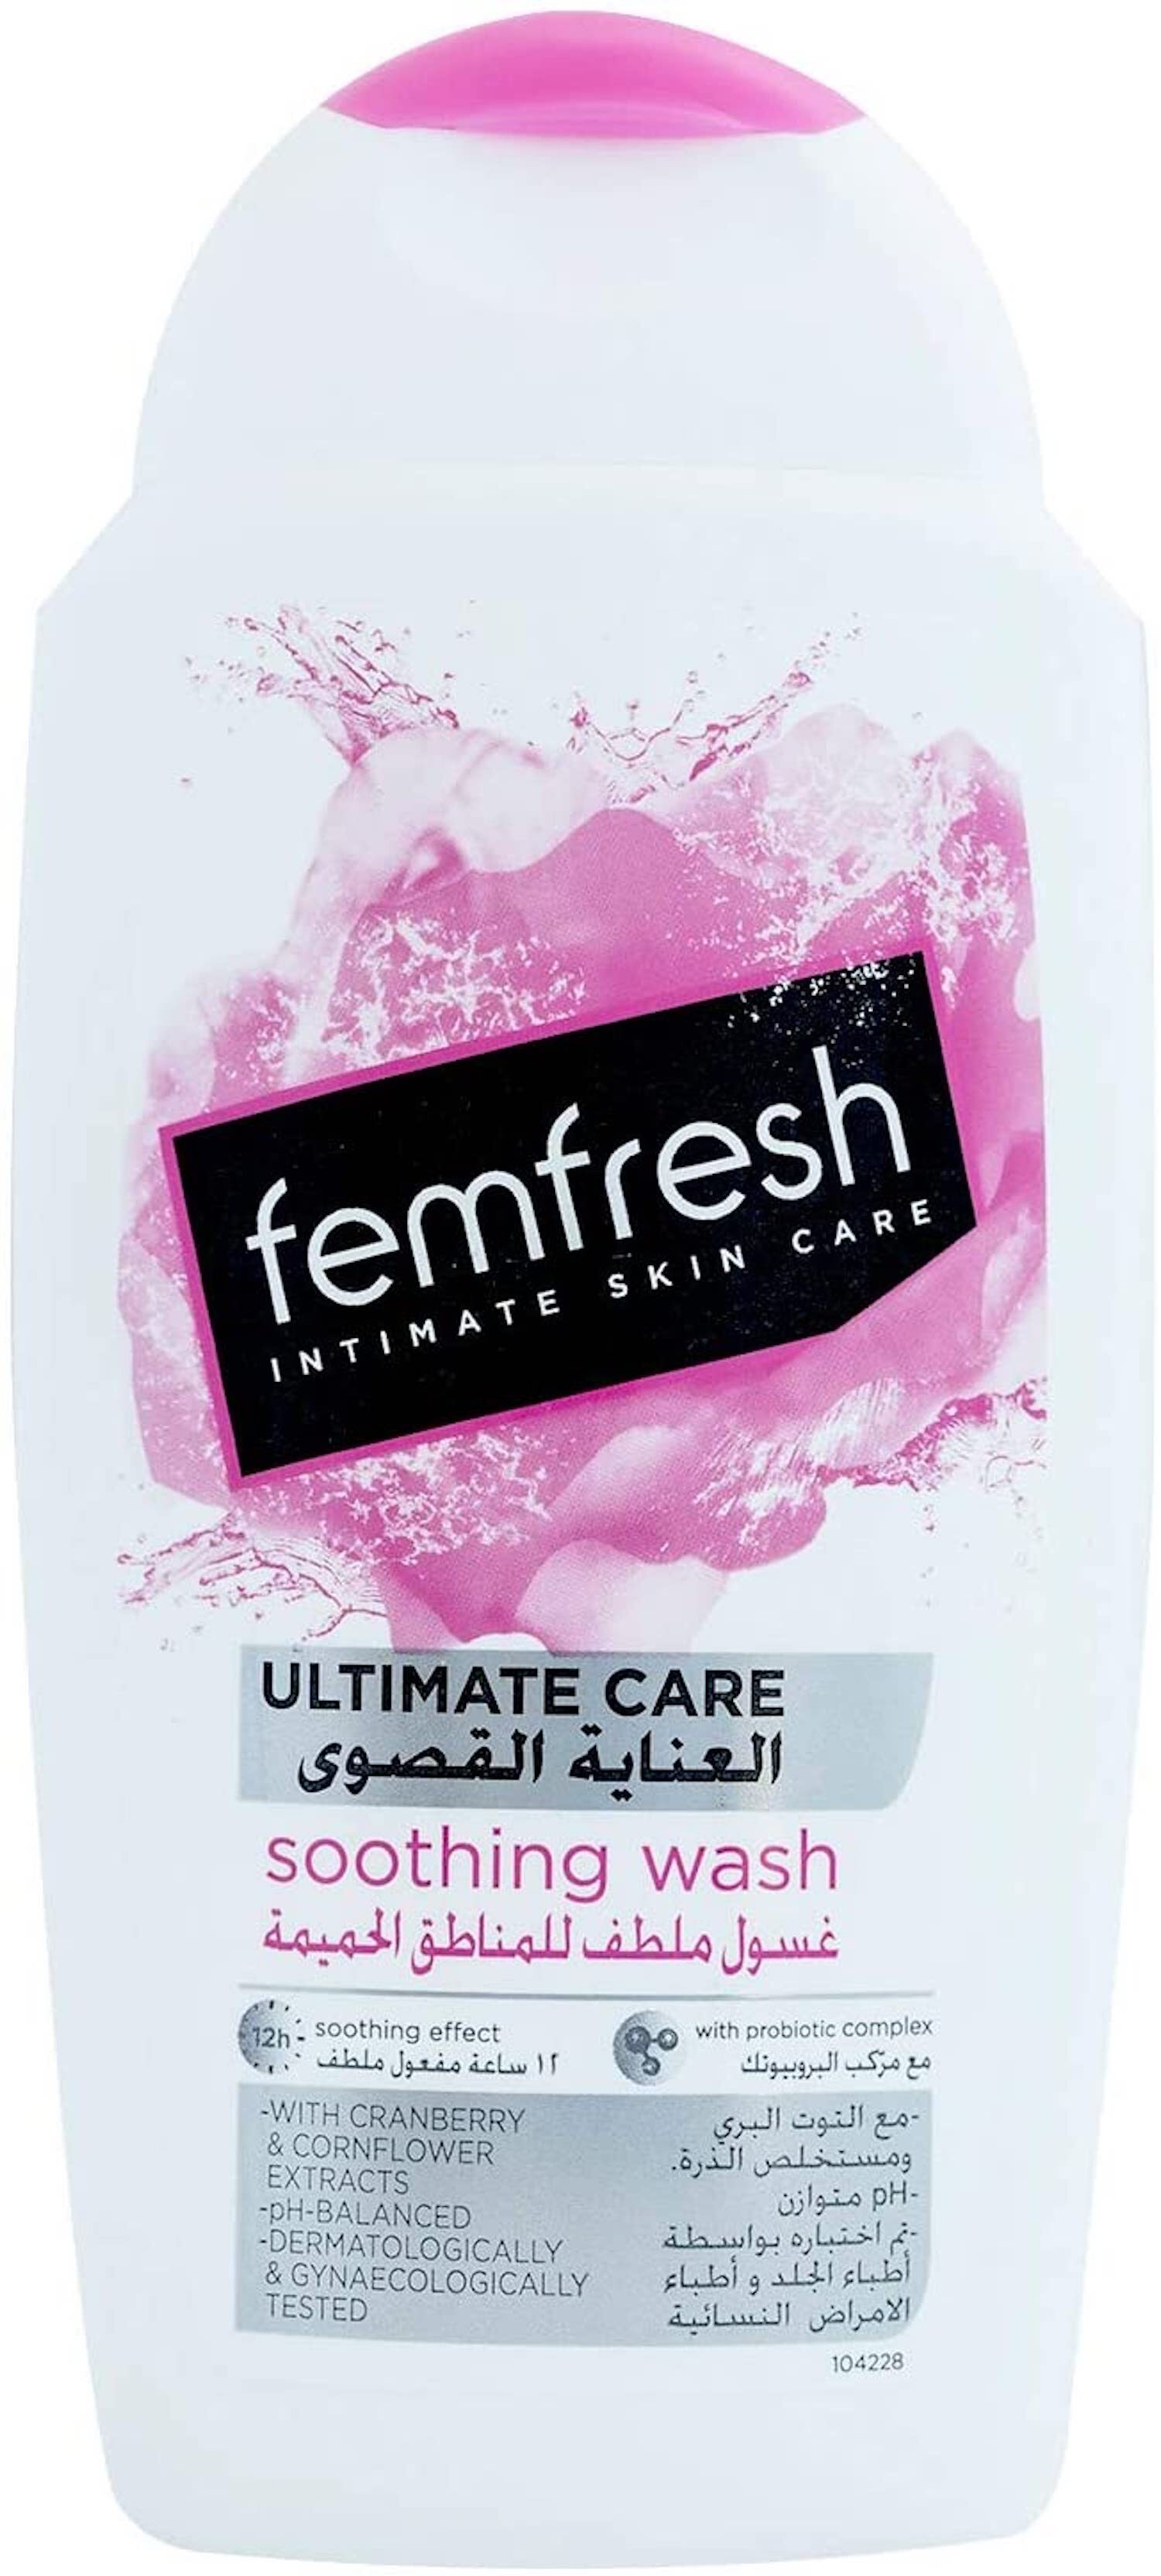 femfresh
INTIMATE SKIN CARE
ULTIMATE CARE
العناية القصوى
soothing wash
غسول ملطف للمناطق الحميمة
12h
soothing effect
١٢ ساعة مفعول ملطف
with probiotic complex
مع مركب البروبيوتك
-WITH CRANBERRY
& CORNFLOWER
EXTRACTS
-pH-BALANCED
-DERMATOLOGICALLY
& GYNAECOLOGICALLY
TESTED
-مع التوت البري
ومستخلص الذرة.
-pH متوازن
-تم اختباره بواسطة
أطباء الجلد و أطباء
الامراض النسائية
104228